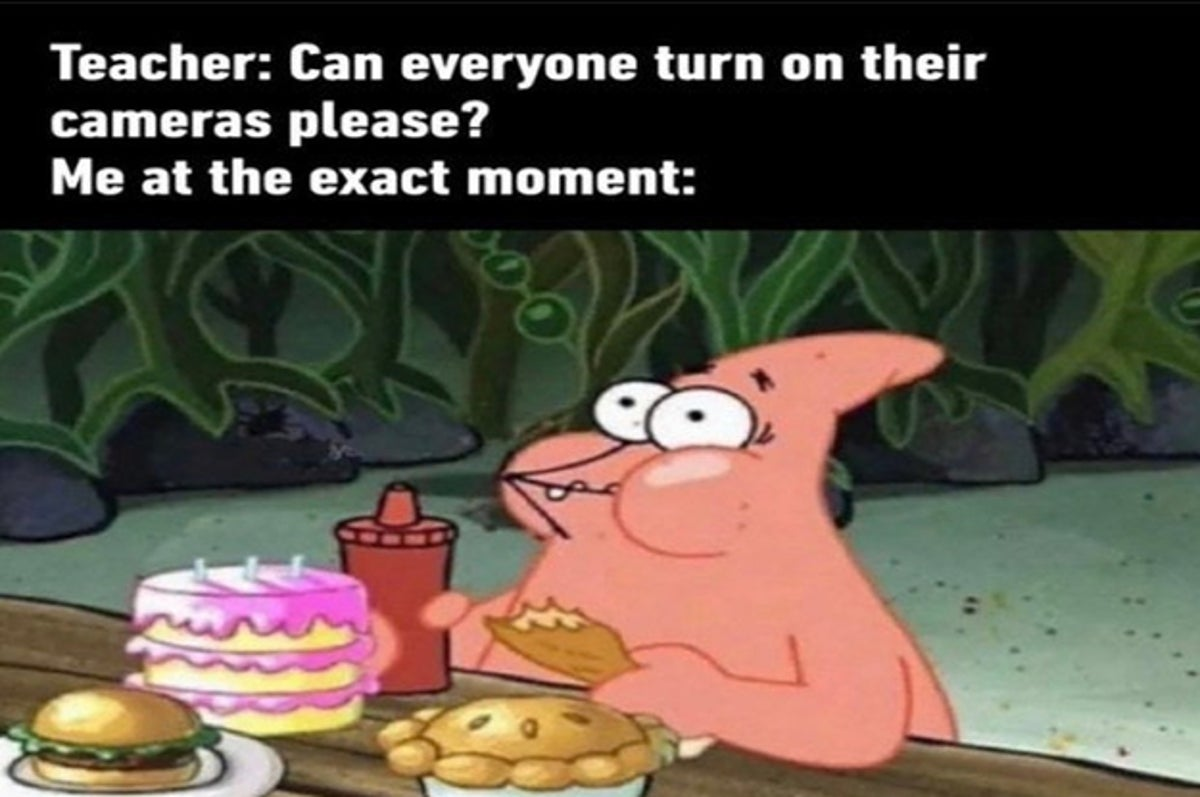 Teacher: Can everyone turn on their
cameras please?
Me at the exact moment: